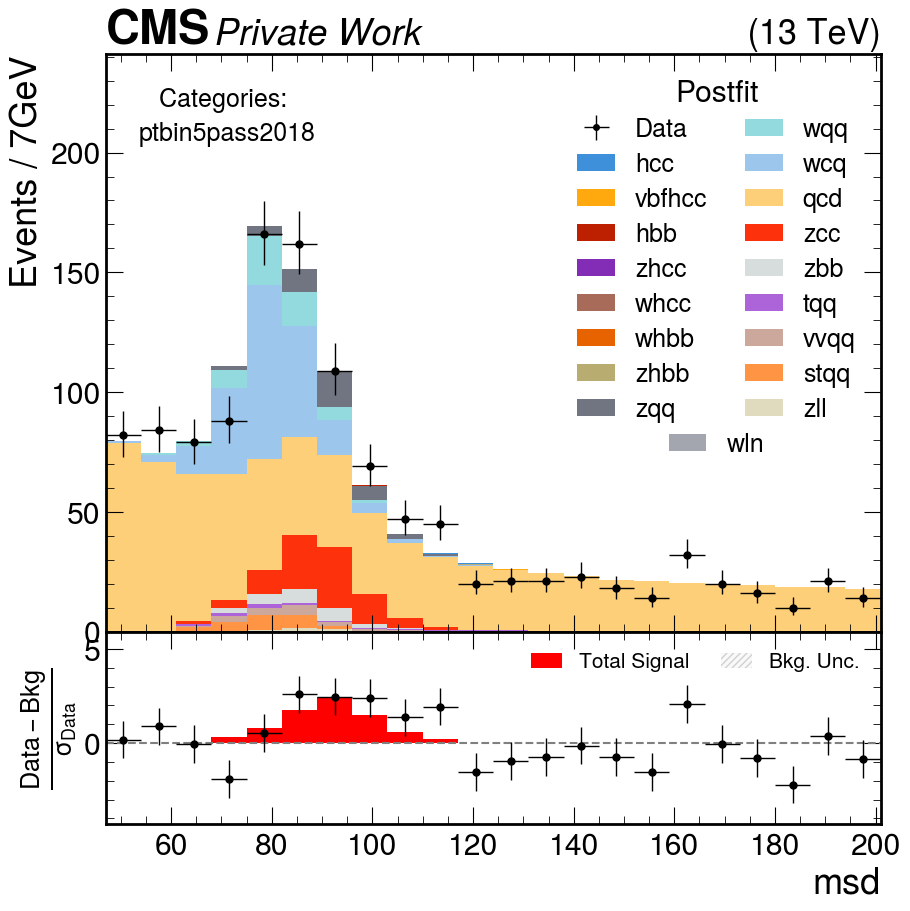 CMS Private Work (13 TeV)
Events / 7GeV
Categories:
ptbin5pass2018
Postfit
Data
hcc
vbfhcc
hbb
zhcc
whcc
whbb
zhbb
zqq
wqq
wcq
qcd
zcc
zbb
tqq
vvqq
stqq
zll
wln
200
150
100
50
0
Total Signal
Bkg. Unc.
Data − Bkg
σData
5
0
60 80 100 120 140 160 180 200
msd